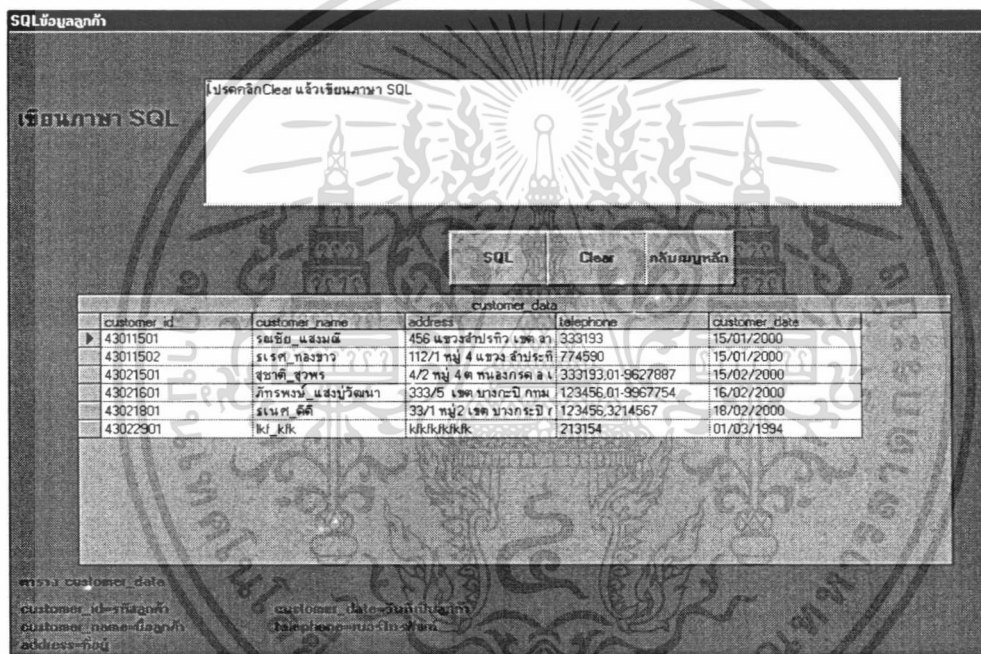 SQLข้อมูลลูกค้า
โปรดคลิกClear แล้วเขียนภาษา SQL
เขียนภาษา SQL
SQL Clear กลับเมนูหลัก
customer_data
customer_id customer_name address telephone customer_date
43011501 รณชัย_แสงมณี 456 แขวงลำปรทิว เขต ลา 333193 15/01/2000
43011502 ธเรศ_ทองขาว 112/1 หมู่ 4 แขวง ลำประทิ 774590 15/01/2000
43021501 สุชาติ_สุวพร 4/2 หมู่ 4 ต หนองกรด อ เ 333193,01-9627887 15/02/2000
43021601 ภัทรพงษ์_แสงปูวัฒนา 333/5 เขต บางกะปิ กทม 123456,01-9967754 16/02/2000
43021801 ธเนศ_ดีดี 33/1 หมู่2 เขต บางกระปิ ก 123456,3214567 18/02/2000
43022901 lkf_kfk kfkfkfkfkfk 213154 01/03/1994
ตาราง customer_data
customer_id=รหัสลูกค้า customer_date=วันที่เป็นลูกค้า
customer_name=ชื่อลูกค้า telephone=เบอร์โทรศัพท์
address=ที่อยู่